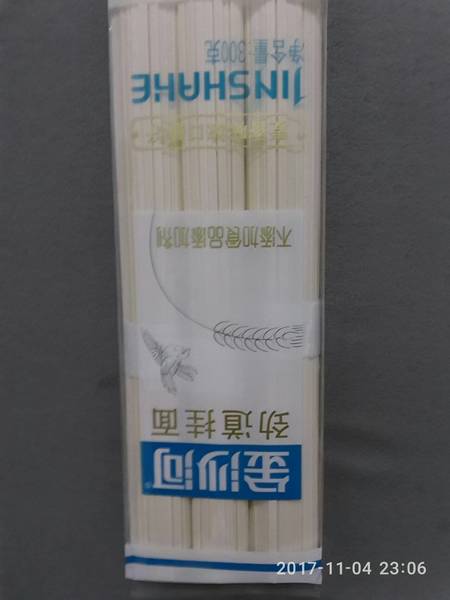 金沙河®
劲道挂面
不添加食品添加剂
JINSHAHE
净含量:300克
2017-11-04 23:06